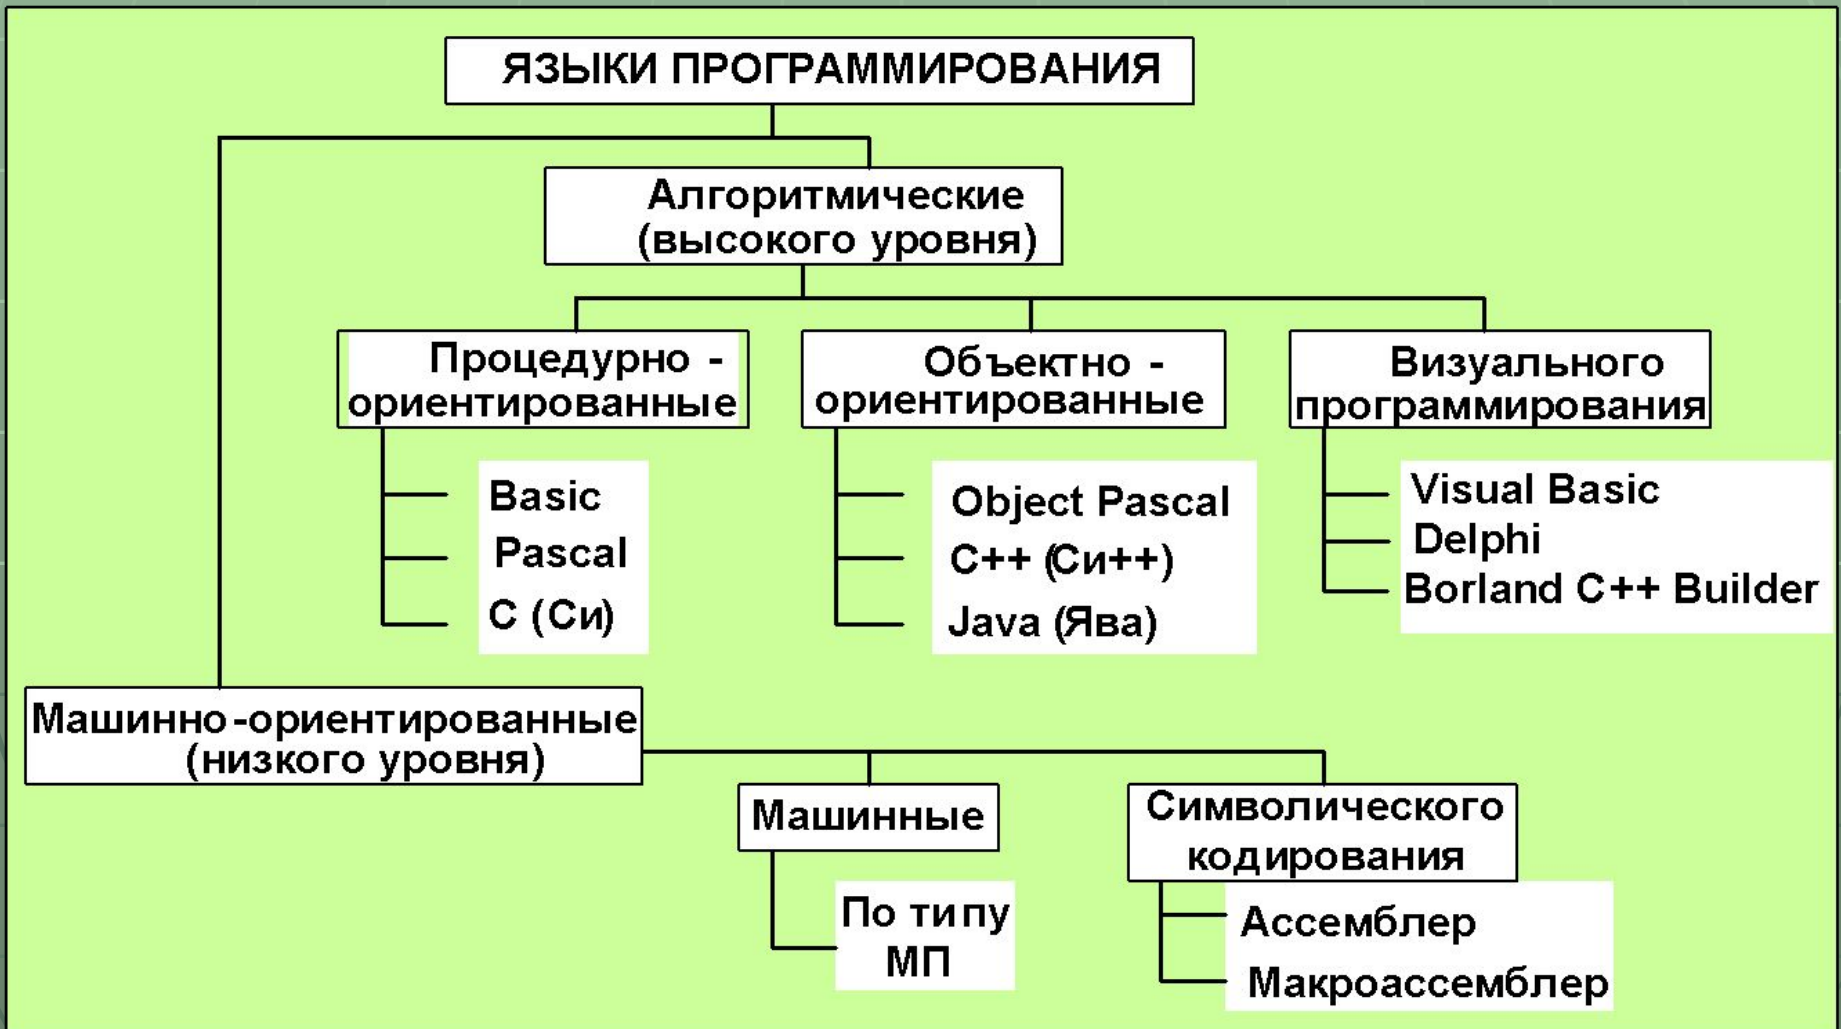 ЯЗЫКИ ПРОГРАММИРОВАНИЯ
Алгоритмические
(высокого уровня)
Процедурно -
ориентированные
Basic
Pascal
C (Си)
Объектно -
ориентированные
Object Pascal
C++ (Си++)
Java (Ява)
Визуального
программирования
Visual Basic
Delphi
Borland C++ Builder
Машинно-ориентированные
(низкого уровня)
Машинные
По типу
МП
Символического
кодирования
Ассемблер
Макроассемблер